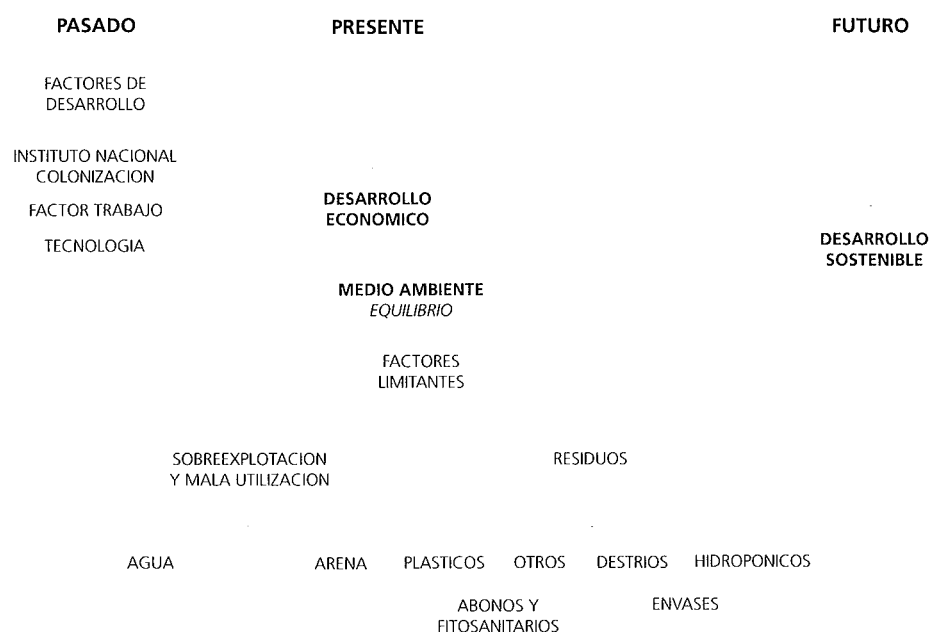 PASADO PRESENTE FUTURO
FACTORES DE
DESARROLLO
INSTITUTO NACIONAL
COLONIZACION
FACTOR TRABAJO
TECNOLOGIA
DESARROLLO
ECONOMICO
DESARROLLO
SOSTENIBLE
MEDIO AMBIENTE
EQUILIBRIO
FACTORES
LIMITANTES
SOBREEXPLOTACION
Y MALA UTILIZACION
RESIDUOS
AGUA ARENA PLASTICOS OTROS DESTRIOS HIDROPONICOS
ABONOS Y
FITOSANITARIOS
ENVASES